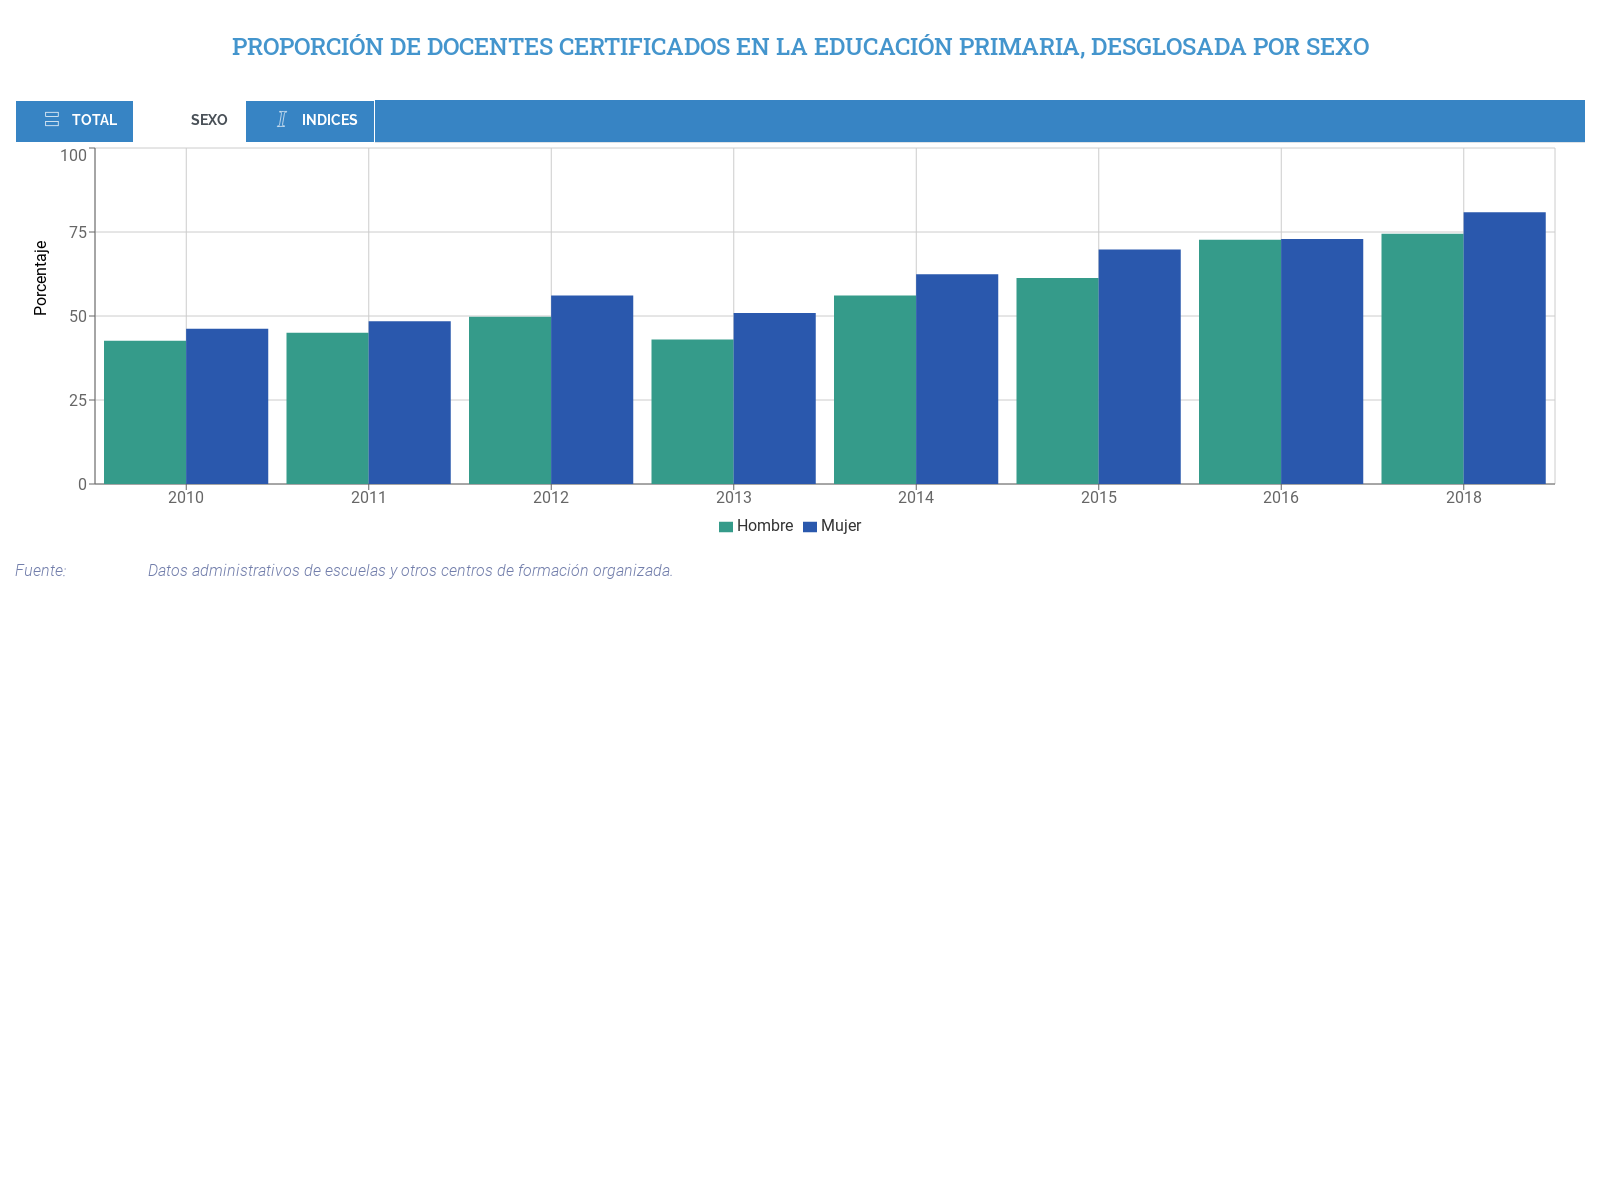 PROPORCIÓN DE DOCENTES CERTIFICADOS EN LA EDUCACIÓN PRIMARIA, DESGLOSADA POR SEXO
TOTAL SEXO INDICES
Porcentaje
100
75
50
25
0
2010 2011 2012 2013 2014 2015 2016 2018
Hombre Mujer
Fuente: Datos administrativos de escuelas y otros centros de formación organizada.